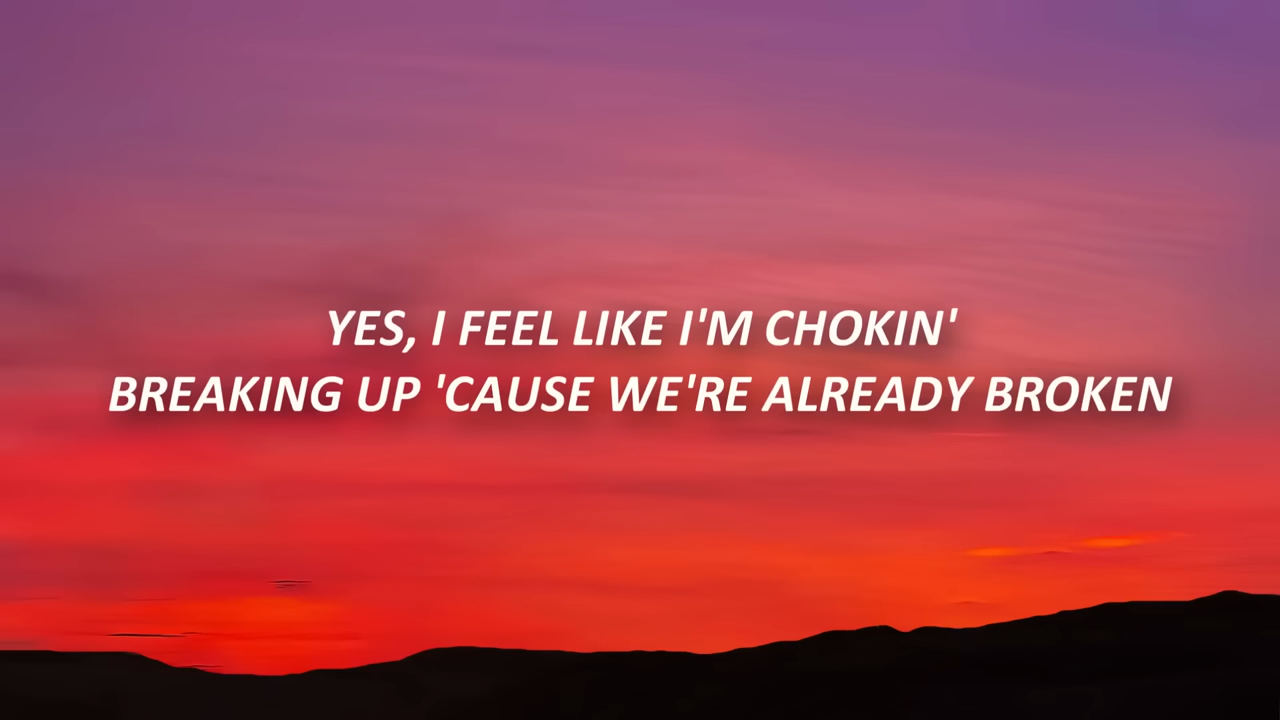 YES, I FEEL LIKE I'M CHOKIN'
BREAKING UP 'CAUSE WE'RE ALREADY BROKEN